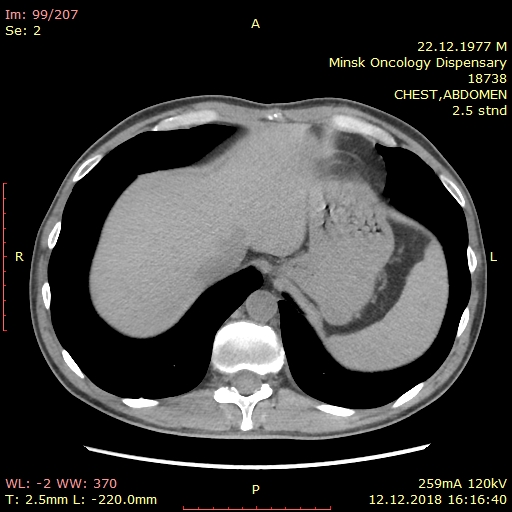 Im: 99/207
Se: 2
A
22.12.1977 M
Minsk Oncology Dispensary
18738
CHEST,ABDOMEN
2.5 stnd
R
L
WL: -2 WW: 370
T: 2.5mm L: -220.0mm
P
259mA 120kV
12.12.2018 16:16:40